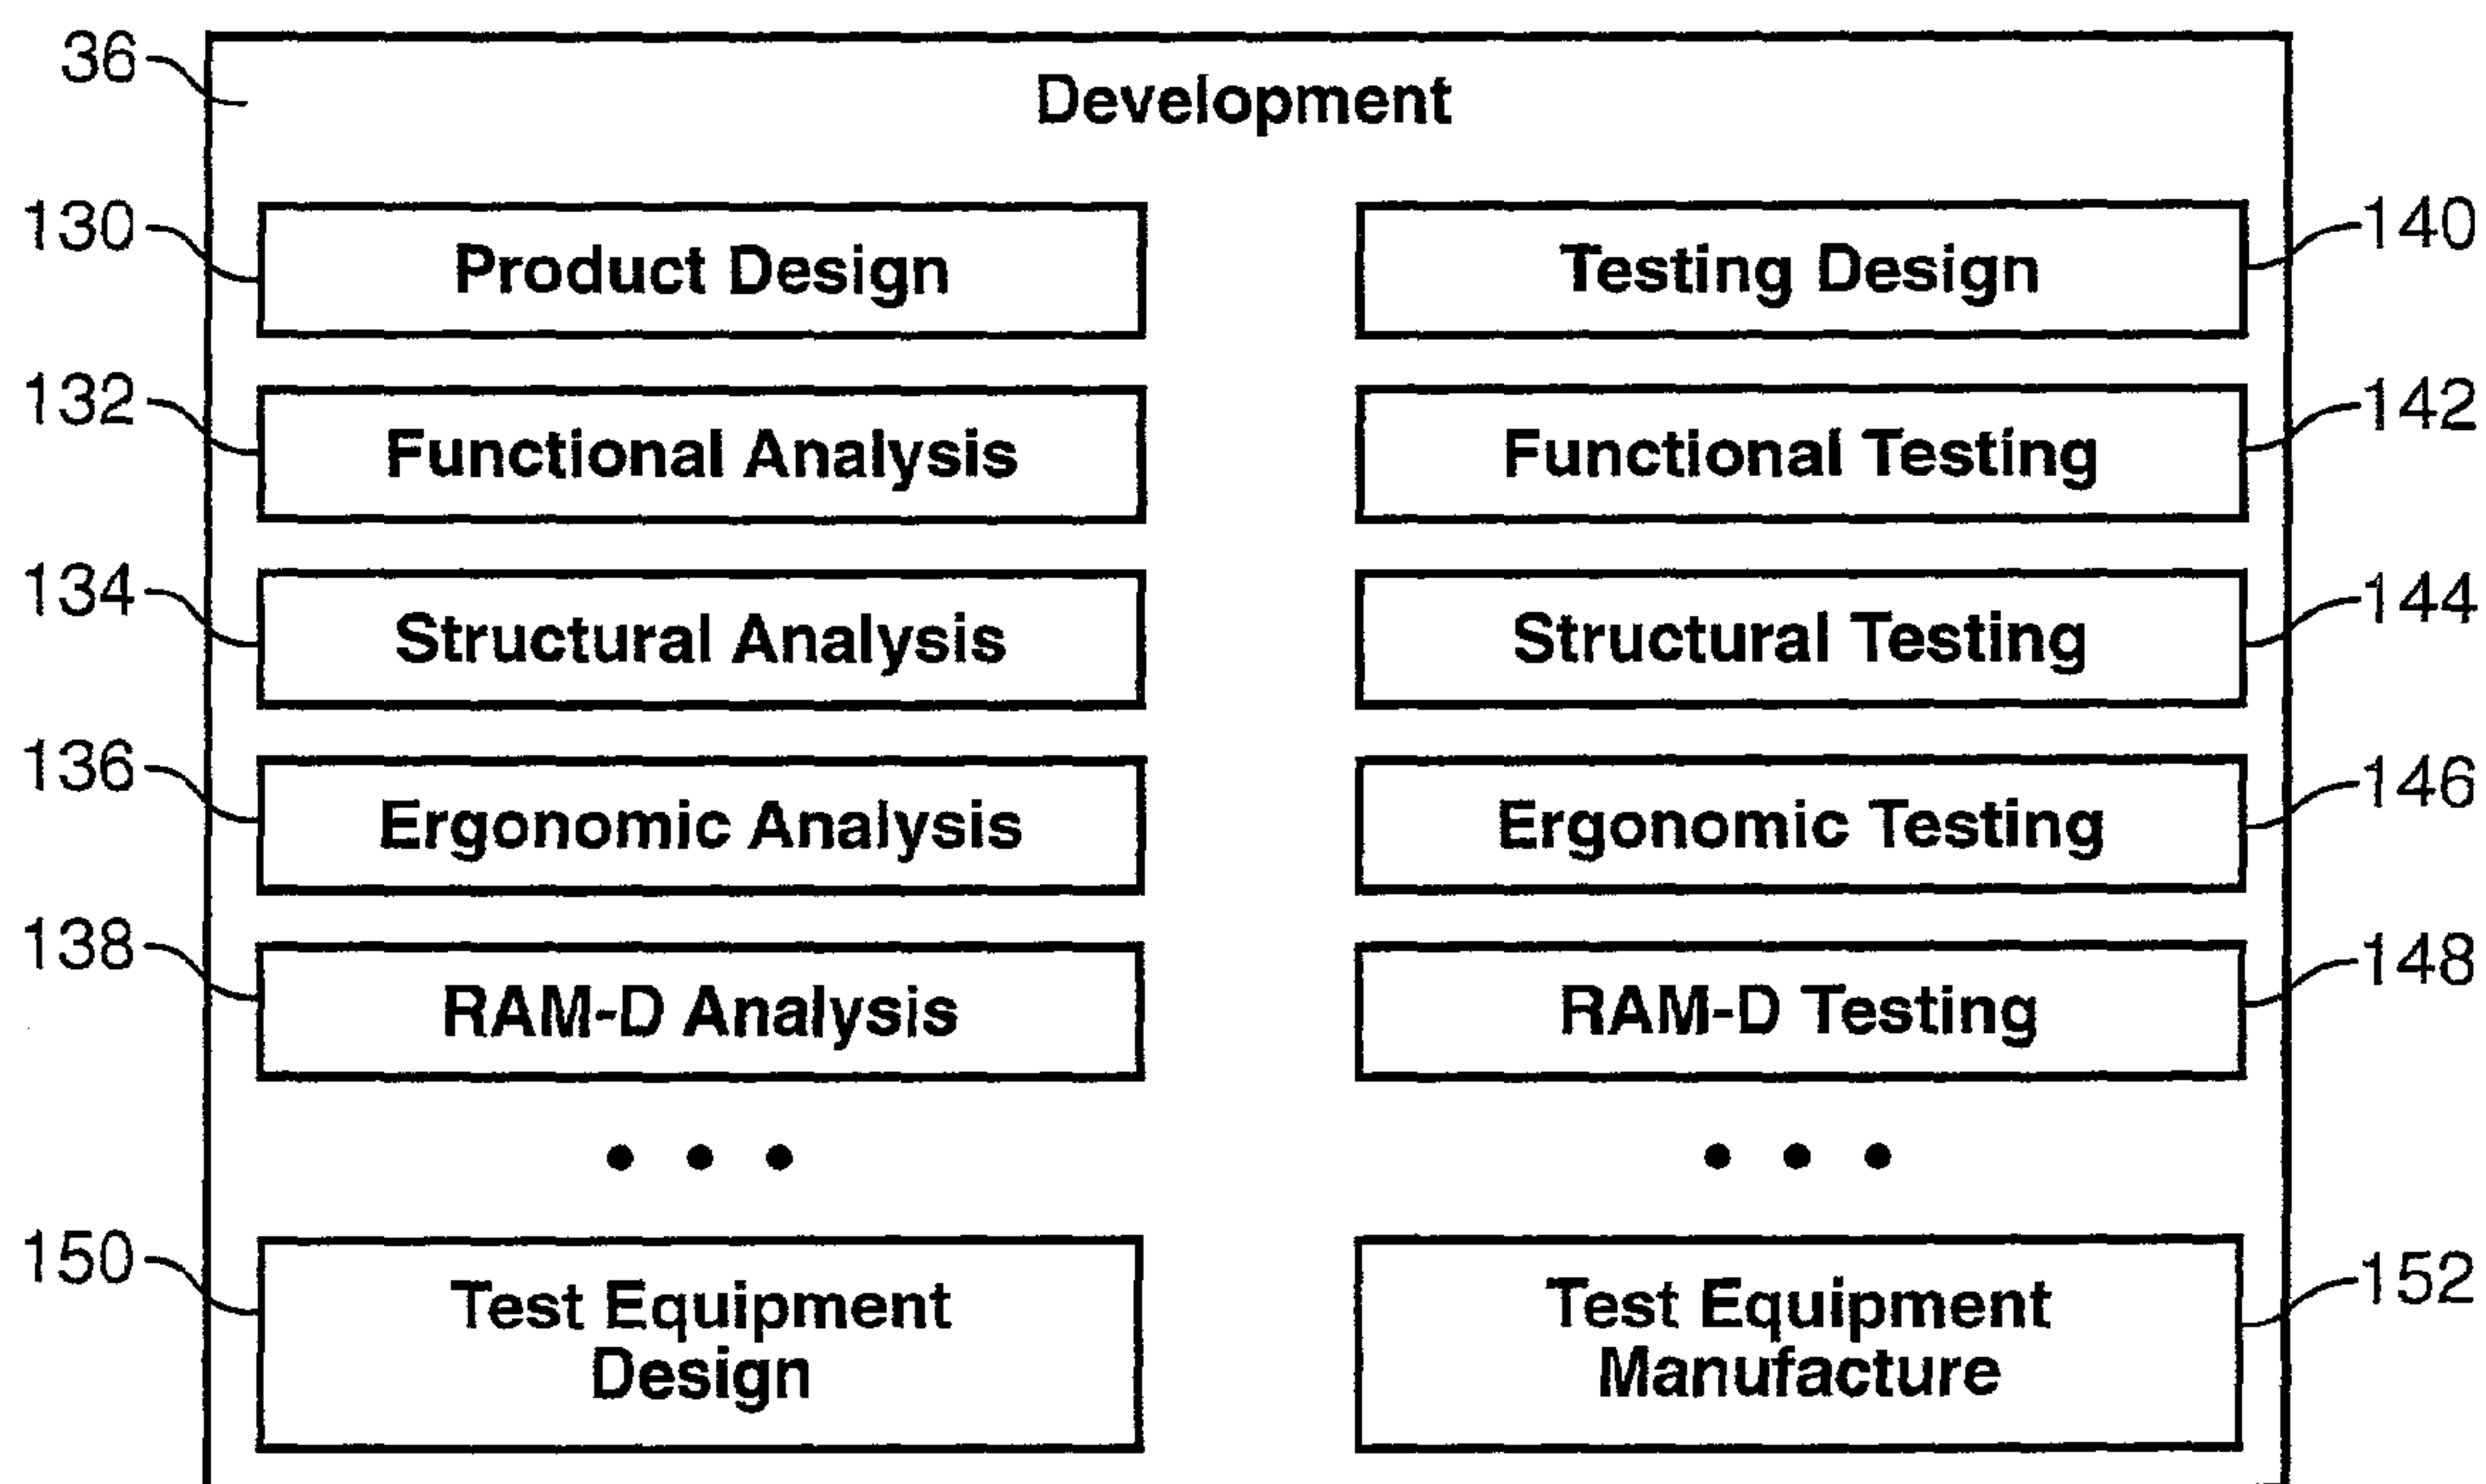 36
Development
130
Product Design
Testing Design
140
132
Functional Analysis
Functional Testing
142
134
Structural Analysis
Structural Testing
144
136
Ergonomic Analysis
Ergonomic Testing
146
138
RAM-D Analysis
RAM-D Testing
148
• • •
• • •
150
Test Equipment
Design
Test Equipment
Manufacture
152